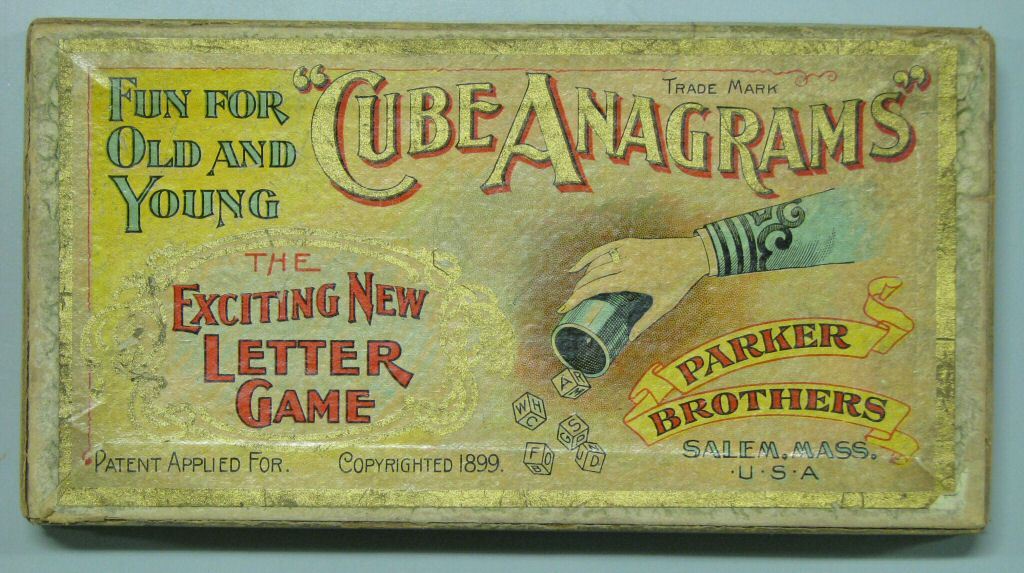 FUN FOR
OLD AND
YOUNG
"CUBE ANAGRAMS"
TRADE MARK
THE
EXCITING NEW
LETTER
GAME
PARKER
BROTHERS
SALEM, MASS.
U·S·A
A
W H
C
G S
F
J D
PATENT APPLIED FOR.
COPYRIGHTED 1899.